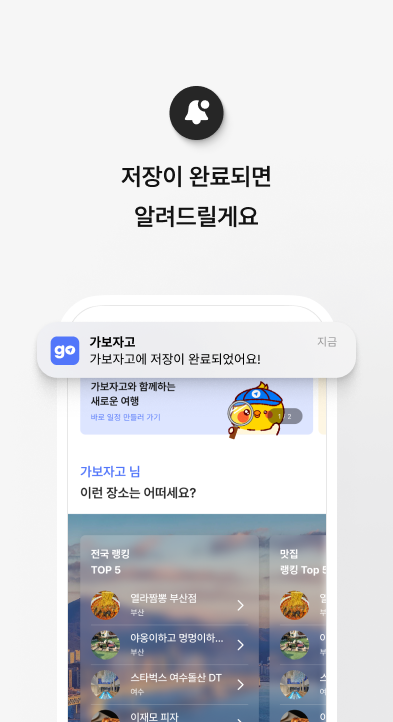 저장이 완료되면
알려드릴게요
go
가보자고
지금
가보자고에 저장이 완료되었어요!
가보자고와 함께하는
새로운 여행
바로 일정 만들러 가기
1 / 2
가보자고 님
이런 장소는 어떠세요?
전국 랭킹
TOP 5
열라짬뽕 부산점
부산
야옹이하고 멍멍이하...
부산
스타벅스 여수돌산 DT
여수
이재모 피자
맛집
랭킹 Top 5